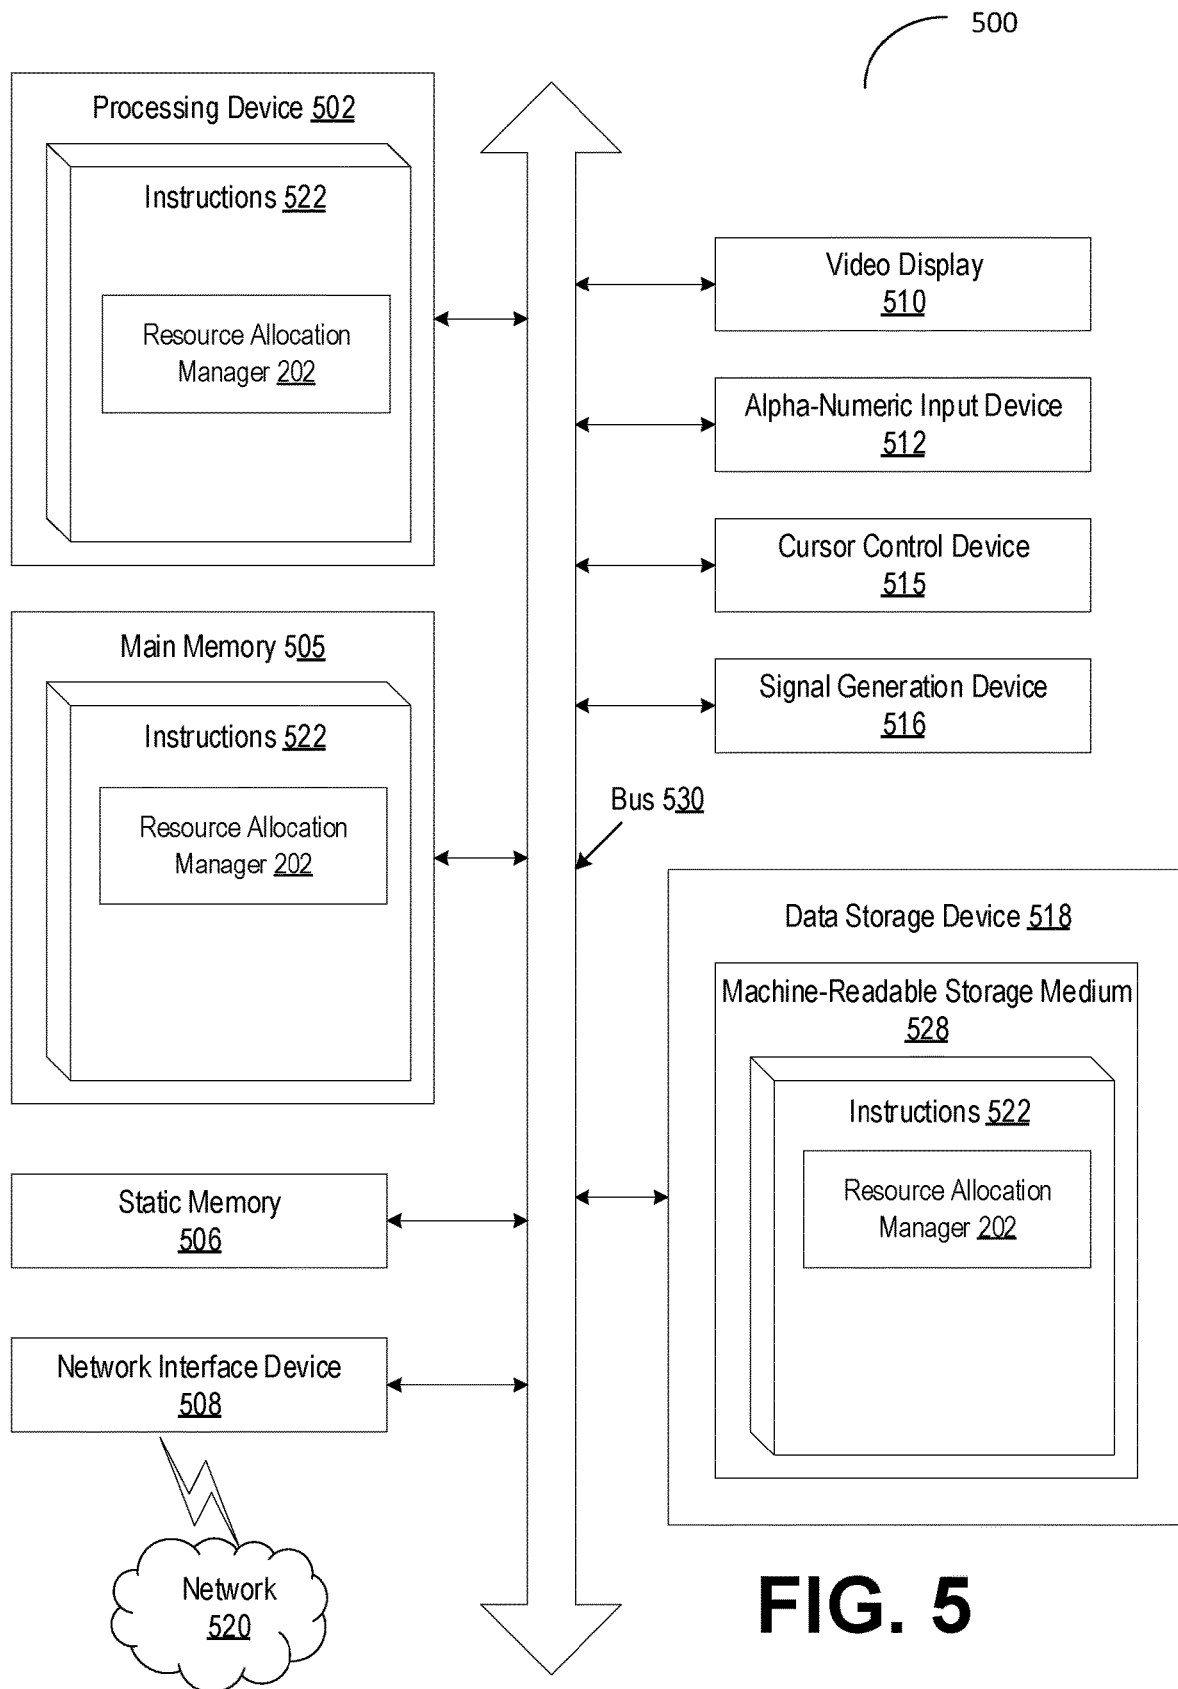 500
Processing Device 502
Instructions 522
Resource Allocation
Manager 202
Video Display
510
Alpha-Numeric Input Device
512
Cursor Control Device
515
Signal Generation Device
516
Main Memory 505
Instructions 522
Resource Allocation
Manager 202
Bus 530
Data Storage Device 518
Machine-Readable Storage Medium
528
Instructions 522
Resource Allocation
Manager 202
Static Memory
506
Network Interface Device
508
Network
520
FIG. 5